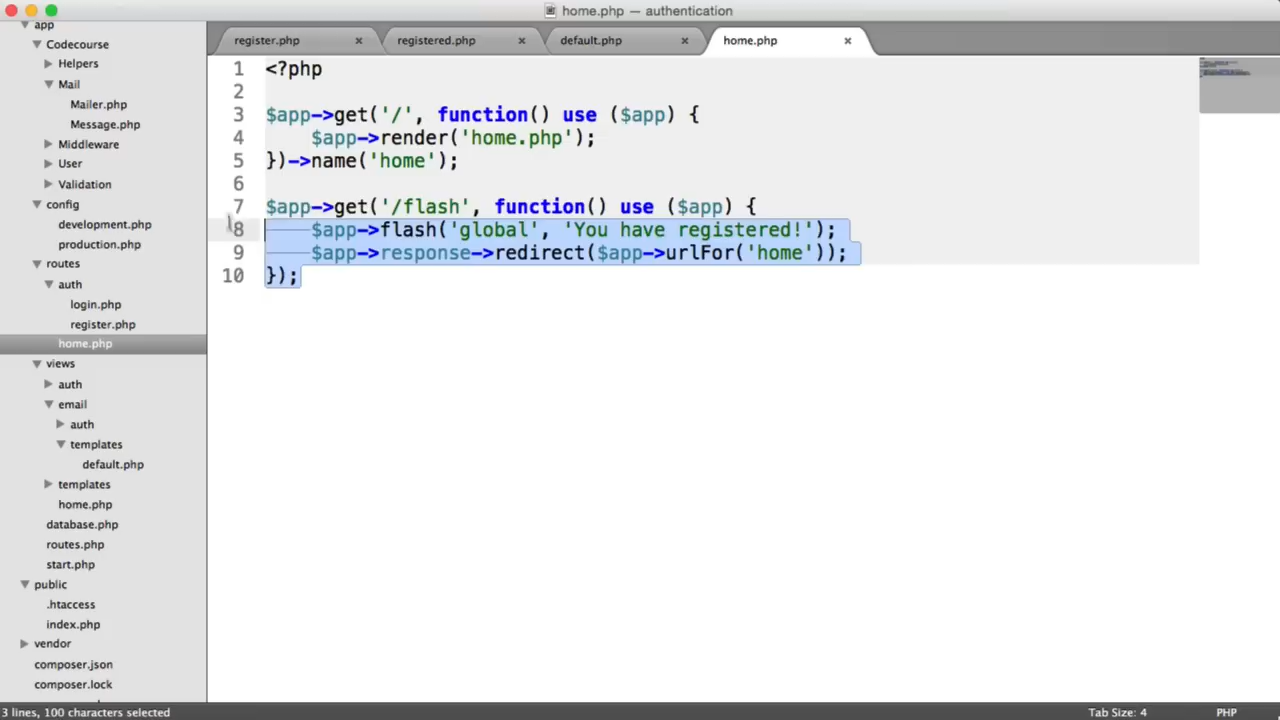 home.php — authentication
app
Codecourse
Helpers
Mail
Mailer.php
Message.php
Middleware
User
Validation
config
development.php
production.php
routes
auth
login.php
register.php
home.php
views
auth
email
auth
templates
default.php
templates
home.php
database.php
routes.php
start.php
public
.htaccess
index.php
vendor
composer.json
composer.lock
register.php ×
registered.php ×
default.php ×
home.php ×
1 <?php
2
3 $app->get('/', function() use ($app) {
4 $app->render('home.php');
5 })->name('home');
6
7 $app->get('/flash', function() use ($app) {
8 $app->flash('global', 'You have registered!');
9 $app->response->redirect($app->urlFor('home'));
10 });
3 lines, 100 characters selected
Tab Size: 4
PHP